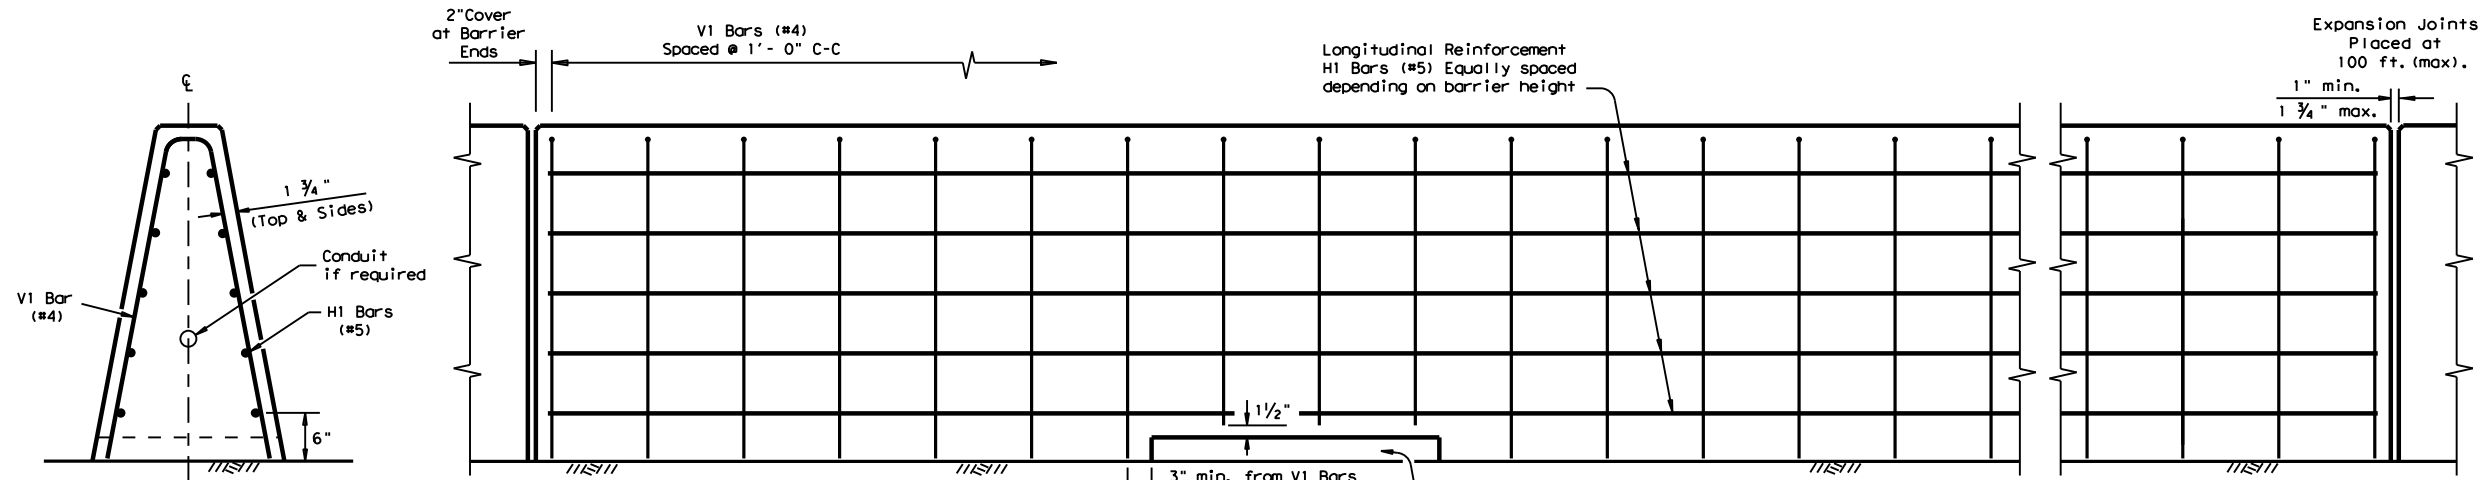 2"Cover
at Barrier
Ends
V1 Bars (#4)
Spaced @ 1'- 0" C-C
Longitudinal Reinforcement
H1 Bars (#5) Equally spaced
depending on barrier height
Expansion Joints
Placed at
100 ft. (max).
1" min.
1 ¾" max.
℄
1 ¾"
(Top & Sides)
Conduit
if required
V1 Bar
(#4)
H1 Bars
(#5)
6"
1½"
3" min. from V1 Bars